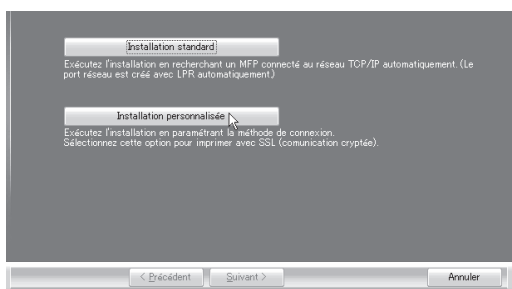 Installation standard
Exécutez l'installation en recherchant un MFP connecté au réseau TCP/IP automatiquement. (Le
port réseau est créé avec LPR automatiquement.)
Installation personnalisée
Exécutez l'installation en paramétrant la méthode de connexion.
Sélectionnez cette option pour imprimer avec SSL (comunication cryptée).
< Précédent
Suivant >
Annuler